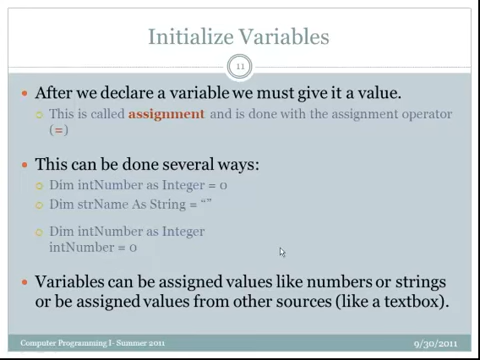 Initialize Variables
11
After we declare a variable we must give it a value.
This is called assignment and is done with the assignment operator
(=)
This can be done several ways:
Dim intNumber as Integer = 0
Dim strName As String = “”
Dim intNumber as Integer
intNumber = 0
Variables can be assigned values like numbers or strings
or be assigned values from other sources (like a textbox).
Computer Programming I- Summer 2011
9/30/2011